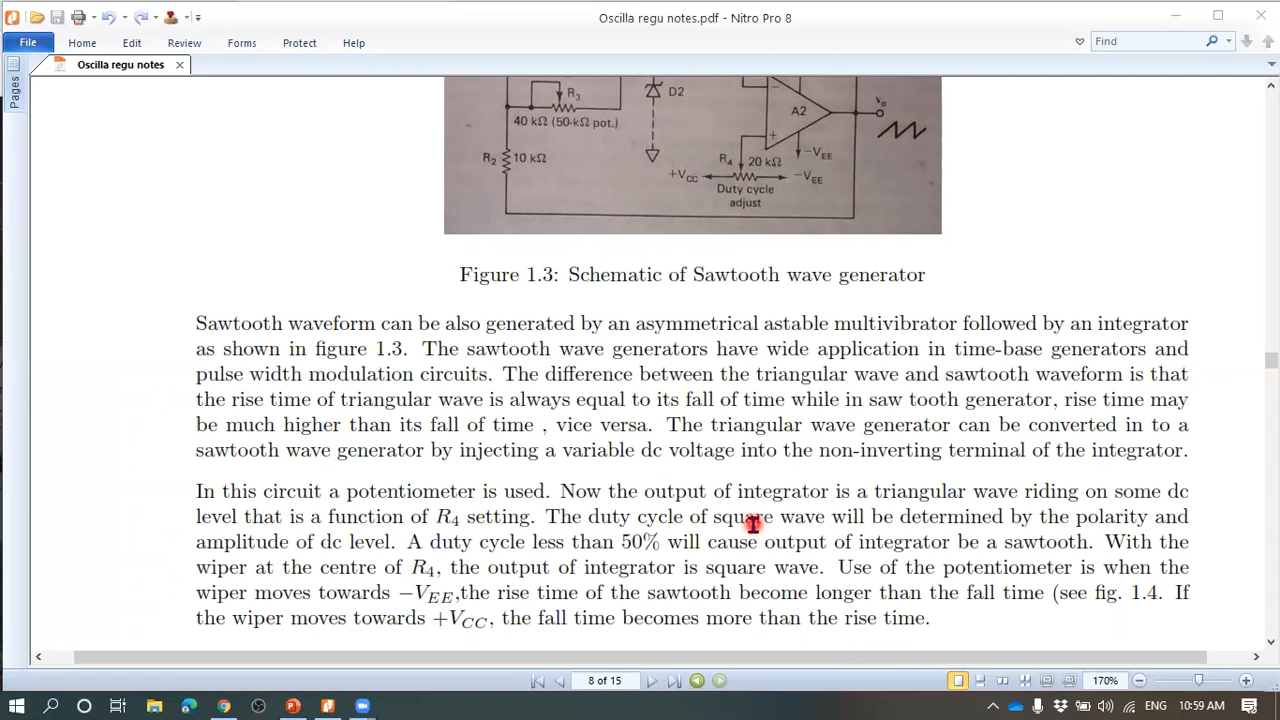 Oscilla regu notes.pdf - Nitro Pro 8
File Home Edit Review Forms Protect Help
Find
Oscilla regu notes
Pages
R3
40 kΩ (50-kΩ pot.)
D2
−
A2
vo
+
−VEE
R2 10 kΩ
R4 20 kΩ
+VCC
−VEE
Duty cycle
adjust
Figure 1.3: Schematic of Sawtooth wave generator
Sawtooth waveform can be also generated by an asymmetrical astable multivibrator followed by an integrator
as shown in figure 1.3. The sawtooth wave generators have wide application in time-base generators and
pulse width modulation circuits. The difference between the triangular wave and sawtooth waveform is that
the rise time of triangular wave is always equal to its fall of time while in saw tooth generator, rise time may
be much higher than its fall of time , vice versa. The triangular wave generator can be converted in to a
sawtooth wave generator by injecting a variable dc voltage into the non-inverting terminal of the integrator.
In this circuit a potentiometer is used. Now the output of integrator is a triangular wave riding on some dc
level that is a function of R4 setting. The duty cycle of square wave will be determined by the polarity and
amplitude of dc level. A duty cycle less than 50% will cause output of integrator be a sawtooth. With the
wiper at the centre of R4, the output of integrator is square wave. Use of the potentiometer is when the
wiper moves towards −VEE,the rise time of the sawtooth become longer than the fall time (see fig. 1.4. If
the wiper moves towards +VCC, the fall time becomes more than the rise time.
8 of 15
170%
ENG 10:59 AM